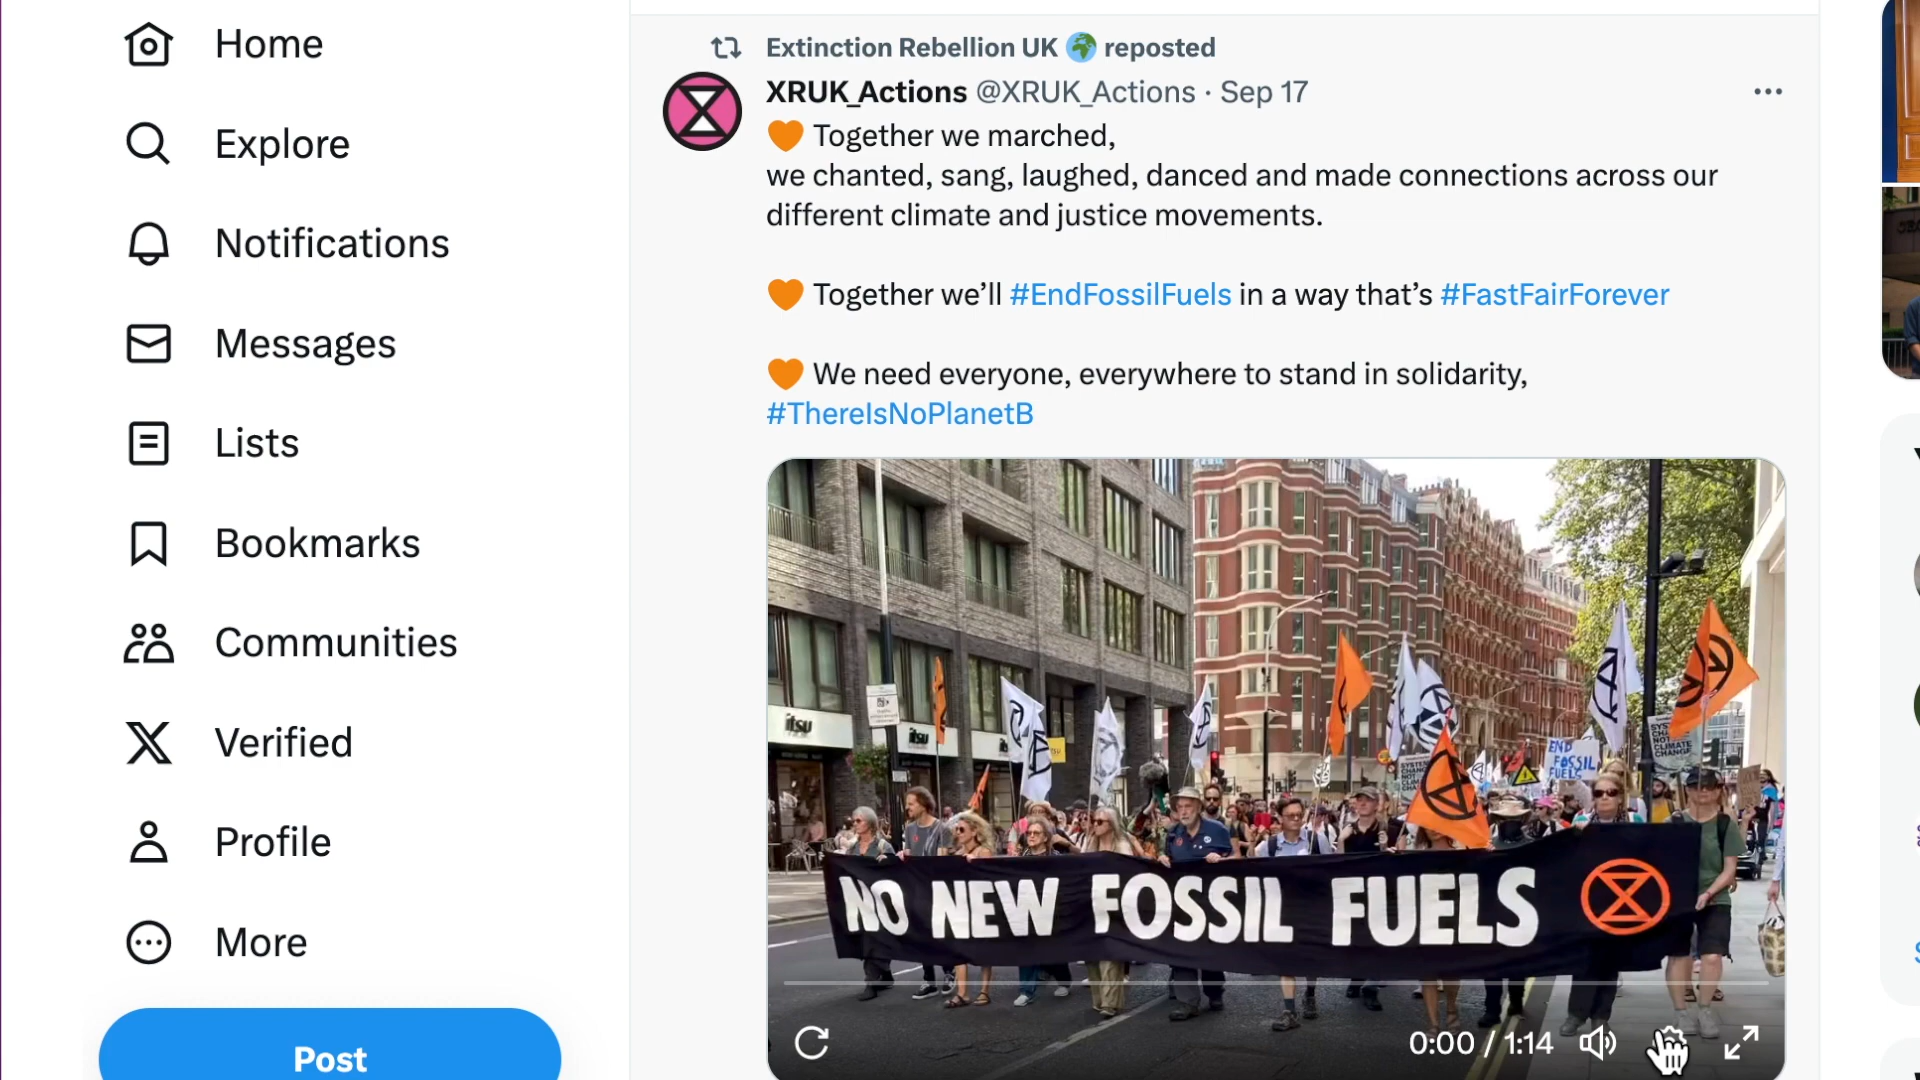 Home
Explore
Notifications
Messages
Lists
Bookmarks
Communities
Verified
Profile
More
Post
Extinction Rebellion UK 🌍 reposted
XRUK_Actions @XRUK_Actions · Sep 17
🧡 Together we marched,
we chanted, sang, laughed, danced and made connections across our
different climate and justice movements.
🧡 Together we’ll #EndFossilFuels in a way that’s #FastFairForever
🧡 We need everyone, everywhere to stand in solidarity,
#ThereIsNoPlanetB
itsu
itsu
END
FOSSIL
FUELS
NO NEW FOSSIL FUELS
0:00 / 1:14